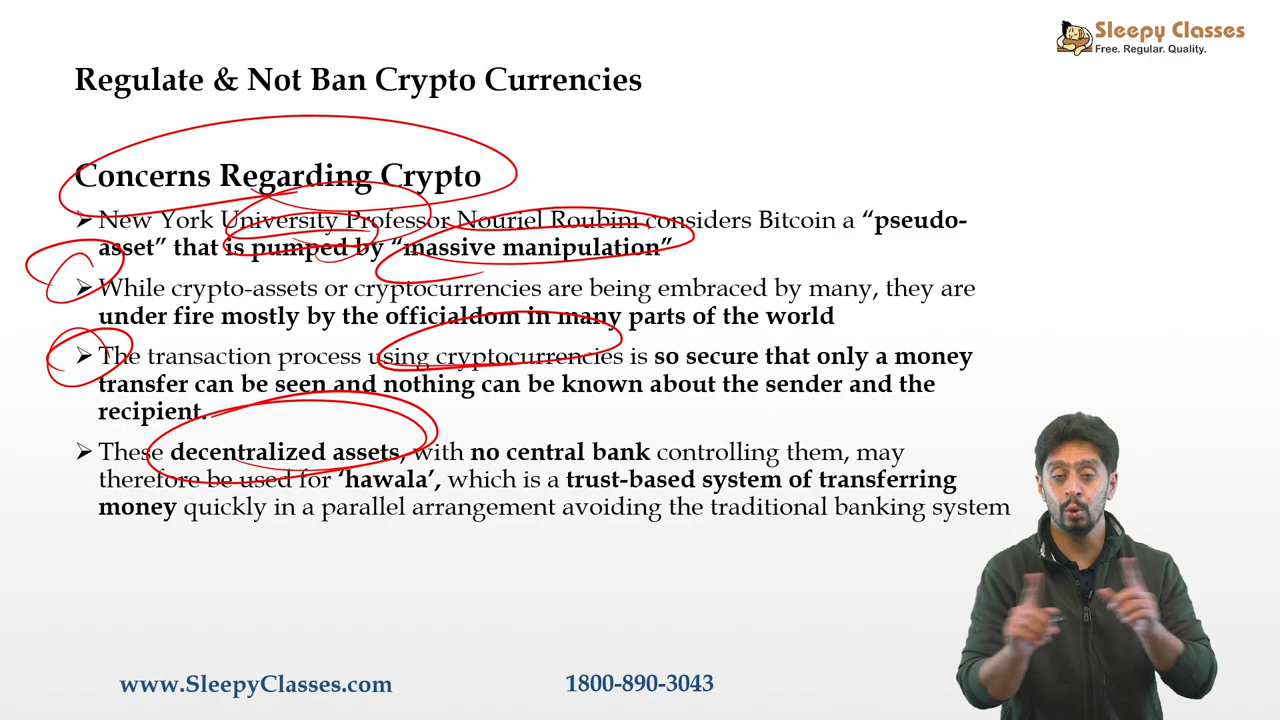 Sleepy Classes
Free. Regular. Quality.
Regulate & Not Ban Crypto Currencies
Concerns Regarding Crypto
➢ New York University Professor Nouriel Roubini considers Bitcoin a “pseudo-
asset” that is pumped by “massive manipulation”
➢ While crypto-assets or cryptocurrencies are being embraced by many, they are
under fire mostly by the officialdom in many parts of the world
➢ The transaction process using cryptocurrencies is so secure that only a money
transfer can be seen and nothing can be known about the sender and the
recipient.
➢ These decentralized assets, with no central bank controlling them, may
therefore be used for ‘hawala’, which is a trust-based system of transferring
money quickly in a parallel arrangement avoiding the traditional banking system
www.SleepyClasses.com
1800-890-3043